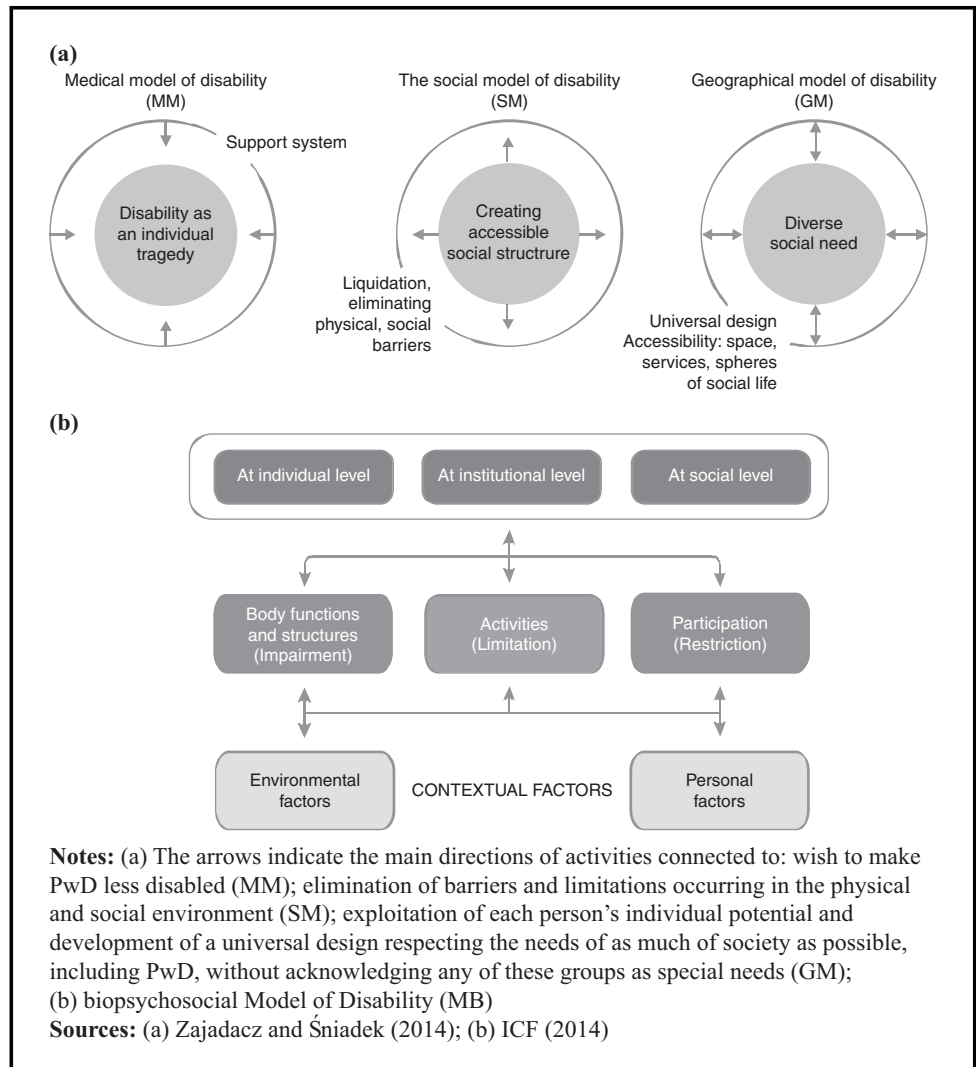 (a)
Medical model of disability
(MM)
Support system
Disability as
an individual
tragedy
The social model of disability
(SM)
Creating
accessible
social structrure
Liquidation,
eliminating
physical, social
barriers
Geographical model of disability
(GM)
Diverse
social need
Universal design
Accessibility: space,
services, spheres
of social life
(b)
At individual level
At institutional level
At social level
Body functions
and structures
(Impairment)
Activities
(Limitation)
Participation
(Restriction)
Environmental
factors
CONTEXTUAL FACTORS
Personal
factors
Notes: (a) The arrows indicate the main directions of activities connected to: wish to make
PwD less disabled (MM); elimination of barriers and limitations occurring in the physical
and social environment (SM); exploitation of each person’s individual potential and
development of a universal design respecting the needs of as much of society as possible,
including PwD, without acknowledging any of these groups as special needs (GM);
(b) biopsychosocial Model of Disability (MB)
Sources: (a) Zajadacz and Śniadek (2014); (b) ICF (2014)